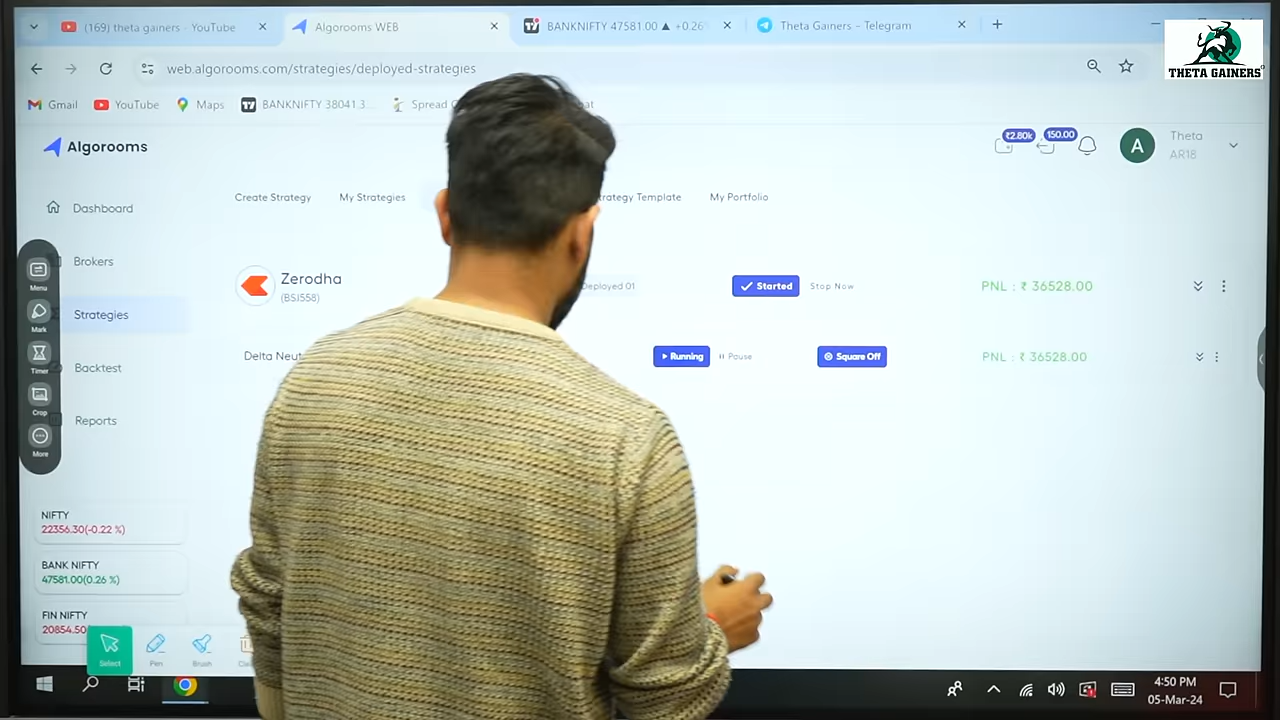 (169) theta gainers - YouTube
Algorooms WEB
BANKNIFTY 47581.00 ▲ +0.26%
Theta Gainers - Telegram
THETA GAINERS
web.algorooms.com/strategies/deployed-strategies
Gmail
YouTube
Maps
BANKNIFTY 38041.3...
Spread
Algorooms
₹2.80k
150.00
A
Theta
AR18
Dashboard
Brokers
Strategies
Backtest
Reports
Create Strategy
My Strategies
Strategy Template
My Portfolio
Zerodha
(BSJ558)
Deployed 01
Started
Stop Now
PNL : ₹ 36528.00
Delta Neut
Running
Pause
Square Off
PNL : ₹ 36528.00
Menu
Mark
Timer
Crop
More
NIFTY
22356.30(-0.22 %)
BANK NIFTY
47581.00(0.26 %)
FIN NIFTY
20854.50
Select
Pen
Brush
4:50 PM
05-Mar-24